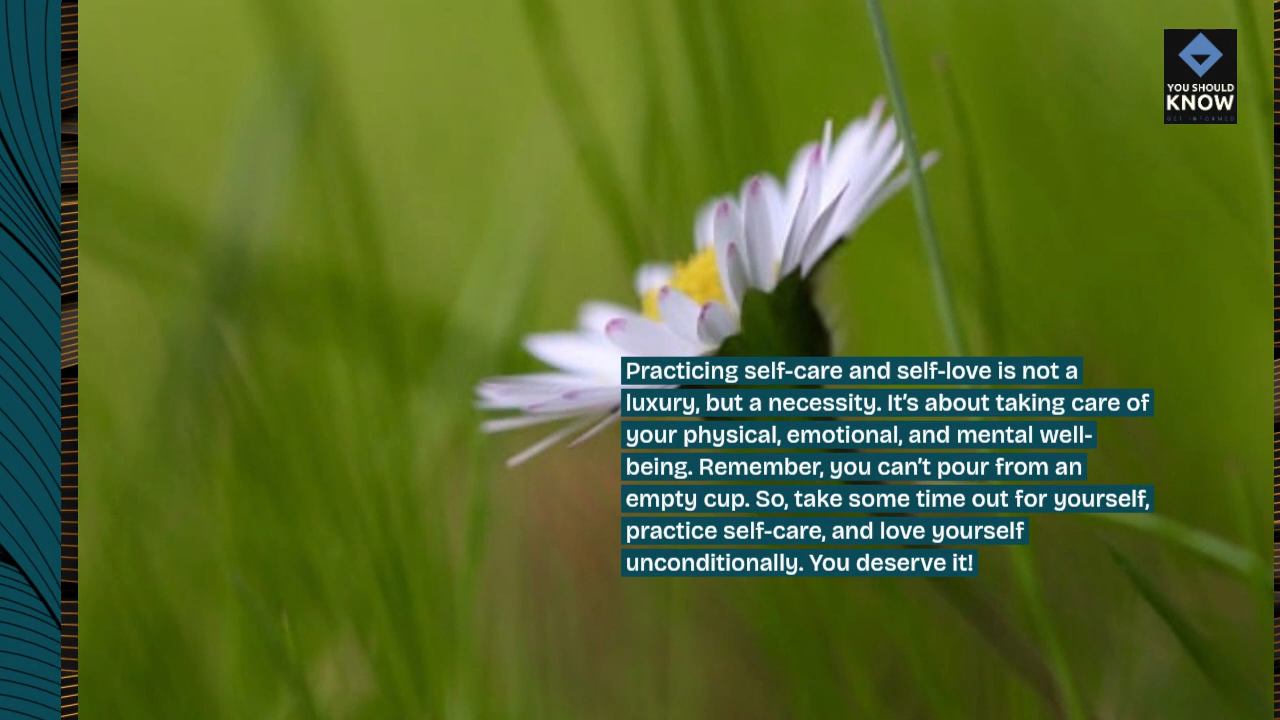 YOU SHOULD
KNOW
GET INFORMED
Practicing self-care and self-love is not a
luxury, but a necessity. It's about taking care of
your physical, emotional, and mental well-
being. Remember, you can't pour from an
empty cup. So, take some time out for yourself,
practice self-care, and love yourself
unconditionally. You deserve it!